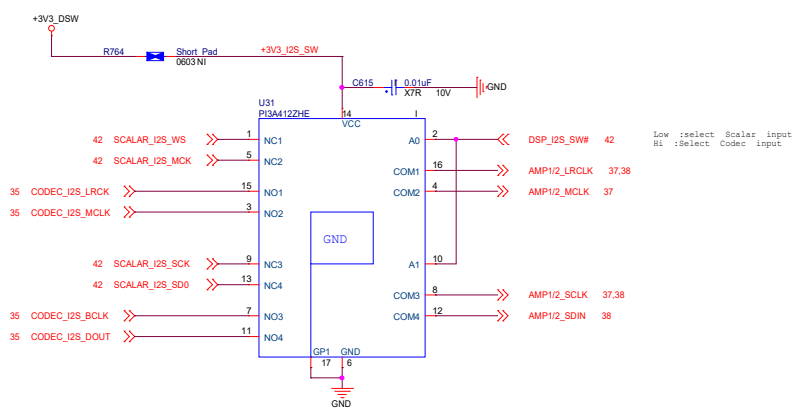 +3V3_DSW
R764 Short Pad +3V3_I2S_SW
0603 NI
C615 0.01uF GND
X7R 10V
U31
PI3A412ZHE 14 I
VCC
42 SCALAR_I2S_WS 1 NC1 A0 2 DSP_I2S_SW# 42 Low :select Scalar input
Hi :Select Codec input
42 SCALAR_I2S_MCK 5 NC2
COM1 16 AMP1/2_LRCLK 37,38
35 CODEC_I2S_LRCK 15 NO1 COM2 4 AMP1/2_MCLK 37
35 CODEC_I2S_MCLK 3 NO2
GND
42 SCALAR_I2S_SCK 9 NC3 A1 10
42 SCALAR_I2S_SD0 13 NC4
COM3 8 AMP1/2_SCLK 37,38
35 CODEC_I2S_BCLK 7 NO3 COM4 12 AMP1/2_SDIN 38
35 CODEC_I2S_DOUT 11 NO4
GP1 GND
17 6
GND